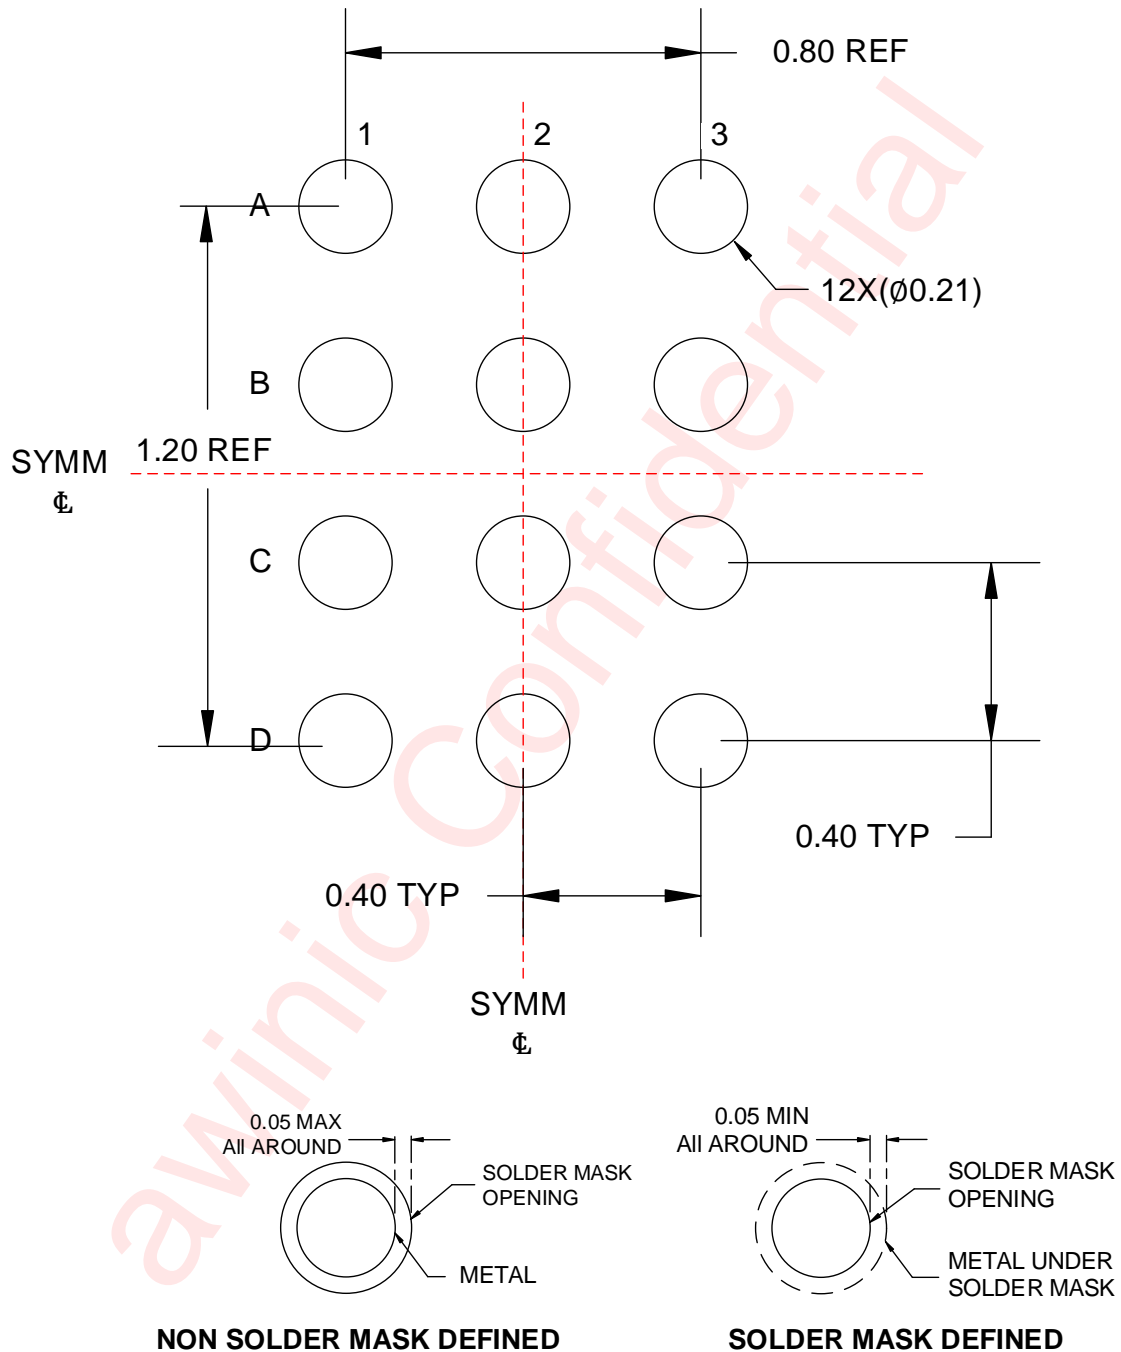 0.80 REF
1 2 3
A
12X(Ø0.21)
B
1.20 REF
SYMM
℄
C
D
0.40 TYP
0.40 TYP
SYMM
℄
0.05 MAX
All AROUND
SOLDER MASK
OPENING
METAL
NON SOLDER MASK DEFINED
0.05 MIN
All AROUND
SOLDER MASK
OPENING
METAL UNDER
SOLDER MASK
SOLDER MASK DEFINED
awinic Confidential